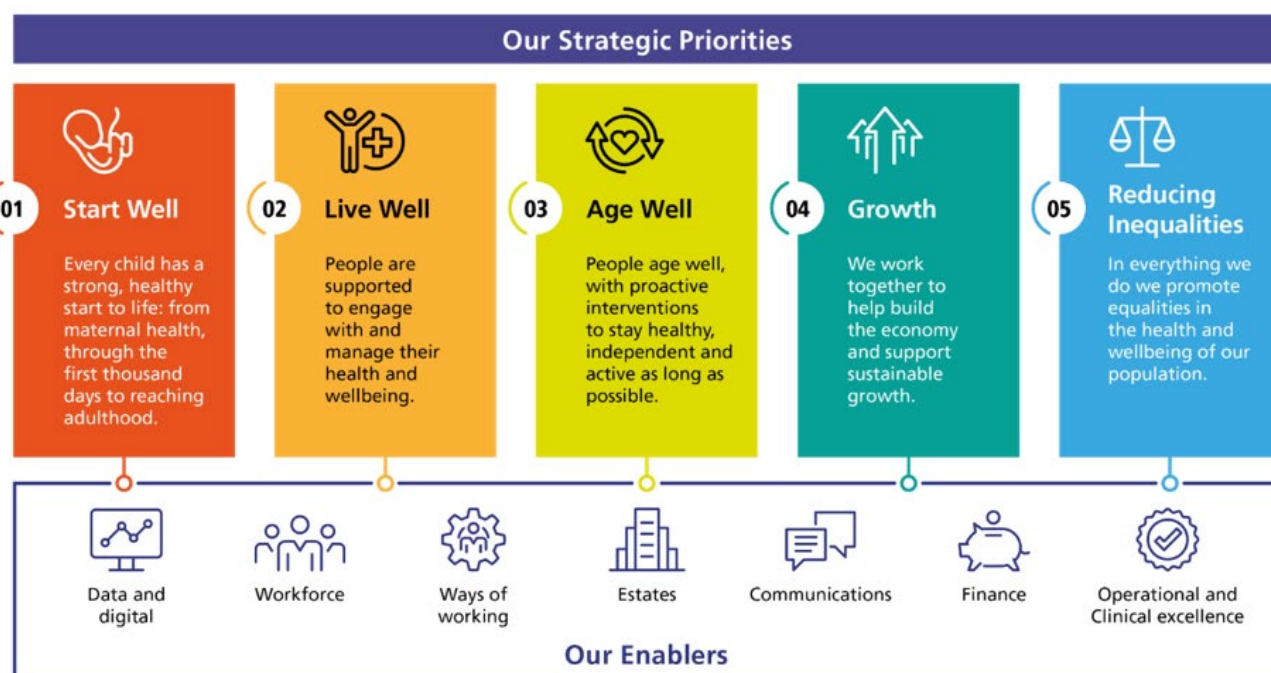 Our Strategic Priorities
01
Start Well
Every child has a
strong, healthy
start to life: from
maternal health,
through the
first thousand
days to reaching
adulthood.
02
Live Well
People are
supported
to engage
with and
manage their
health and
wellbeing.
03
Age Well
People age well,
with proactive
interventions
to stay healthy,
independent and
active as long as
possible.
04
Growth
We work
together to
help build
the economy
and support
sustainable
growth.
05
Reducing
Inequalities
In everything we
do we promote
equalities in
the health and
wellbeing of our
population.
Data and
digital
Workforce
Ways of
working
Estates
Communications
Finance
Operational and
Clinical excellence
Our Enablers